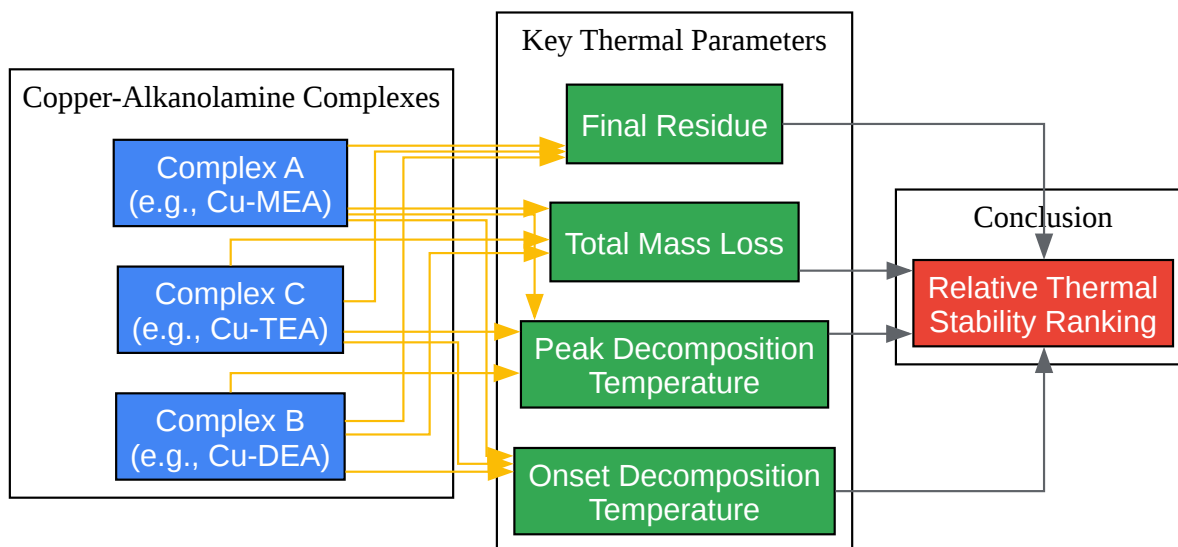 Copper-Alkanolamine Complexes
Complex A
(e.g., Cu-MEA)
Complex C
(e.g., Cu-TEA)
Complex B
(e.g., Cu-DEA)
Key Thermal Parameters
Final Residue
Total Mass Loss
Peak Decomposition
Temperature
Onset Decomposition
Temperature
Conclusion
Relative Thermal
Stability Ranking